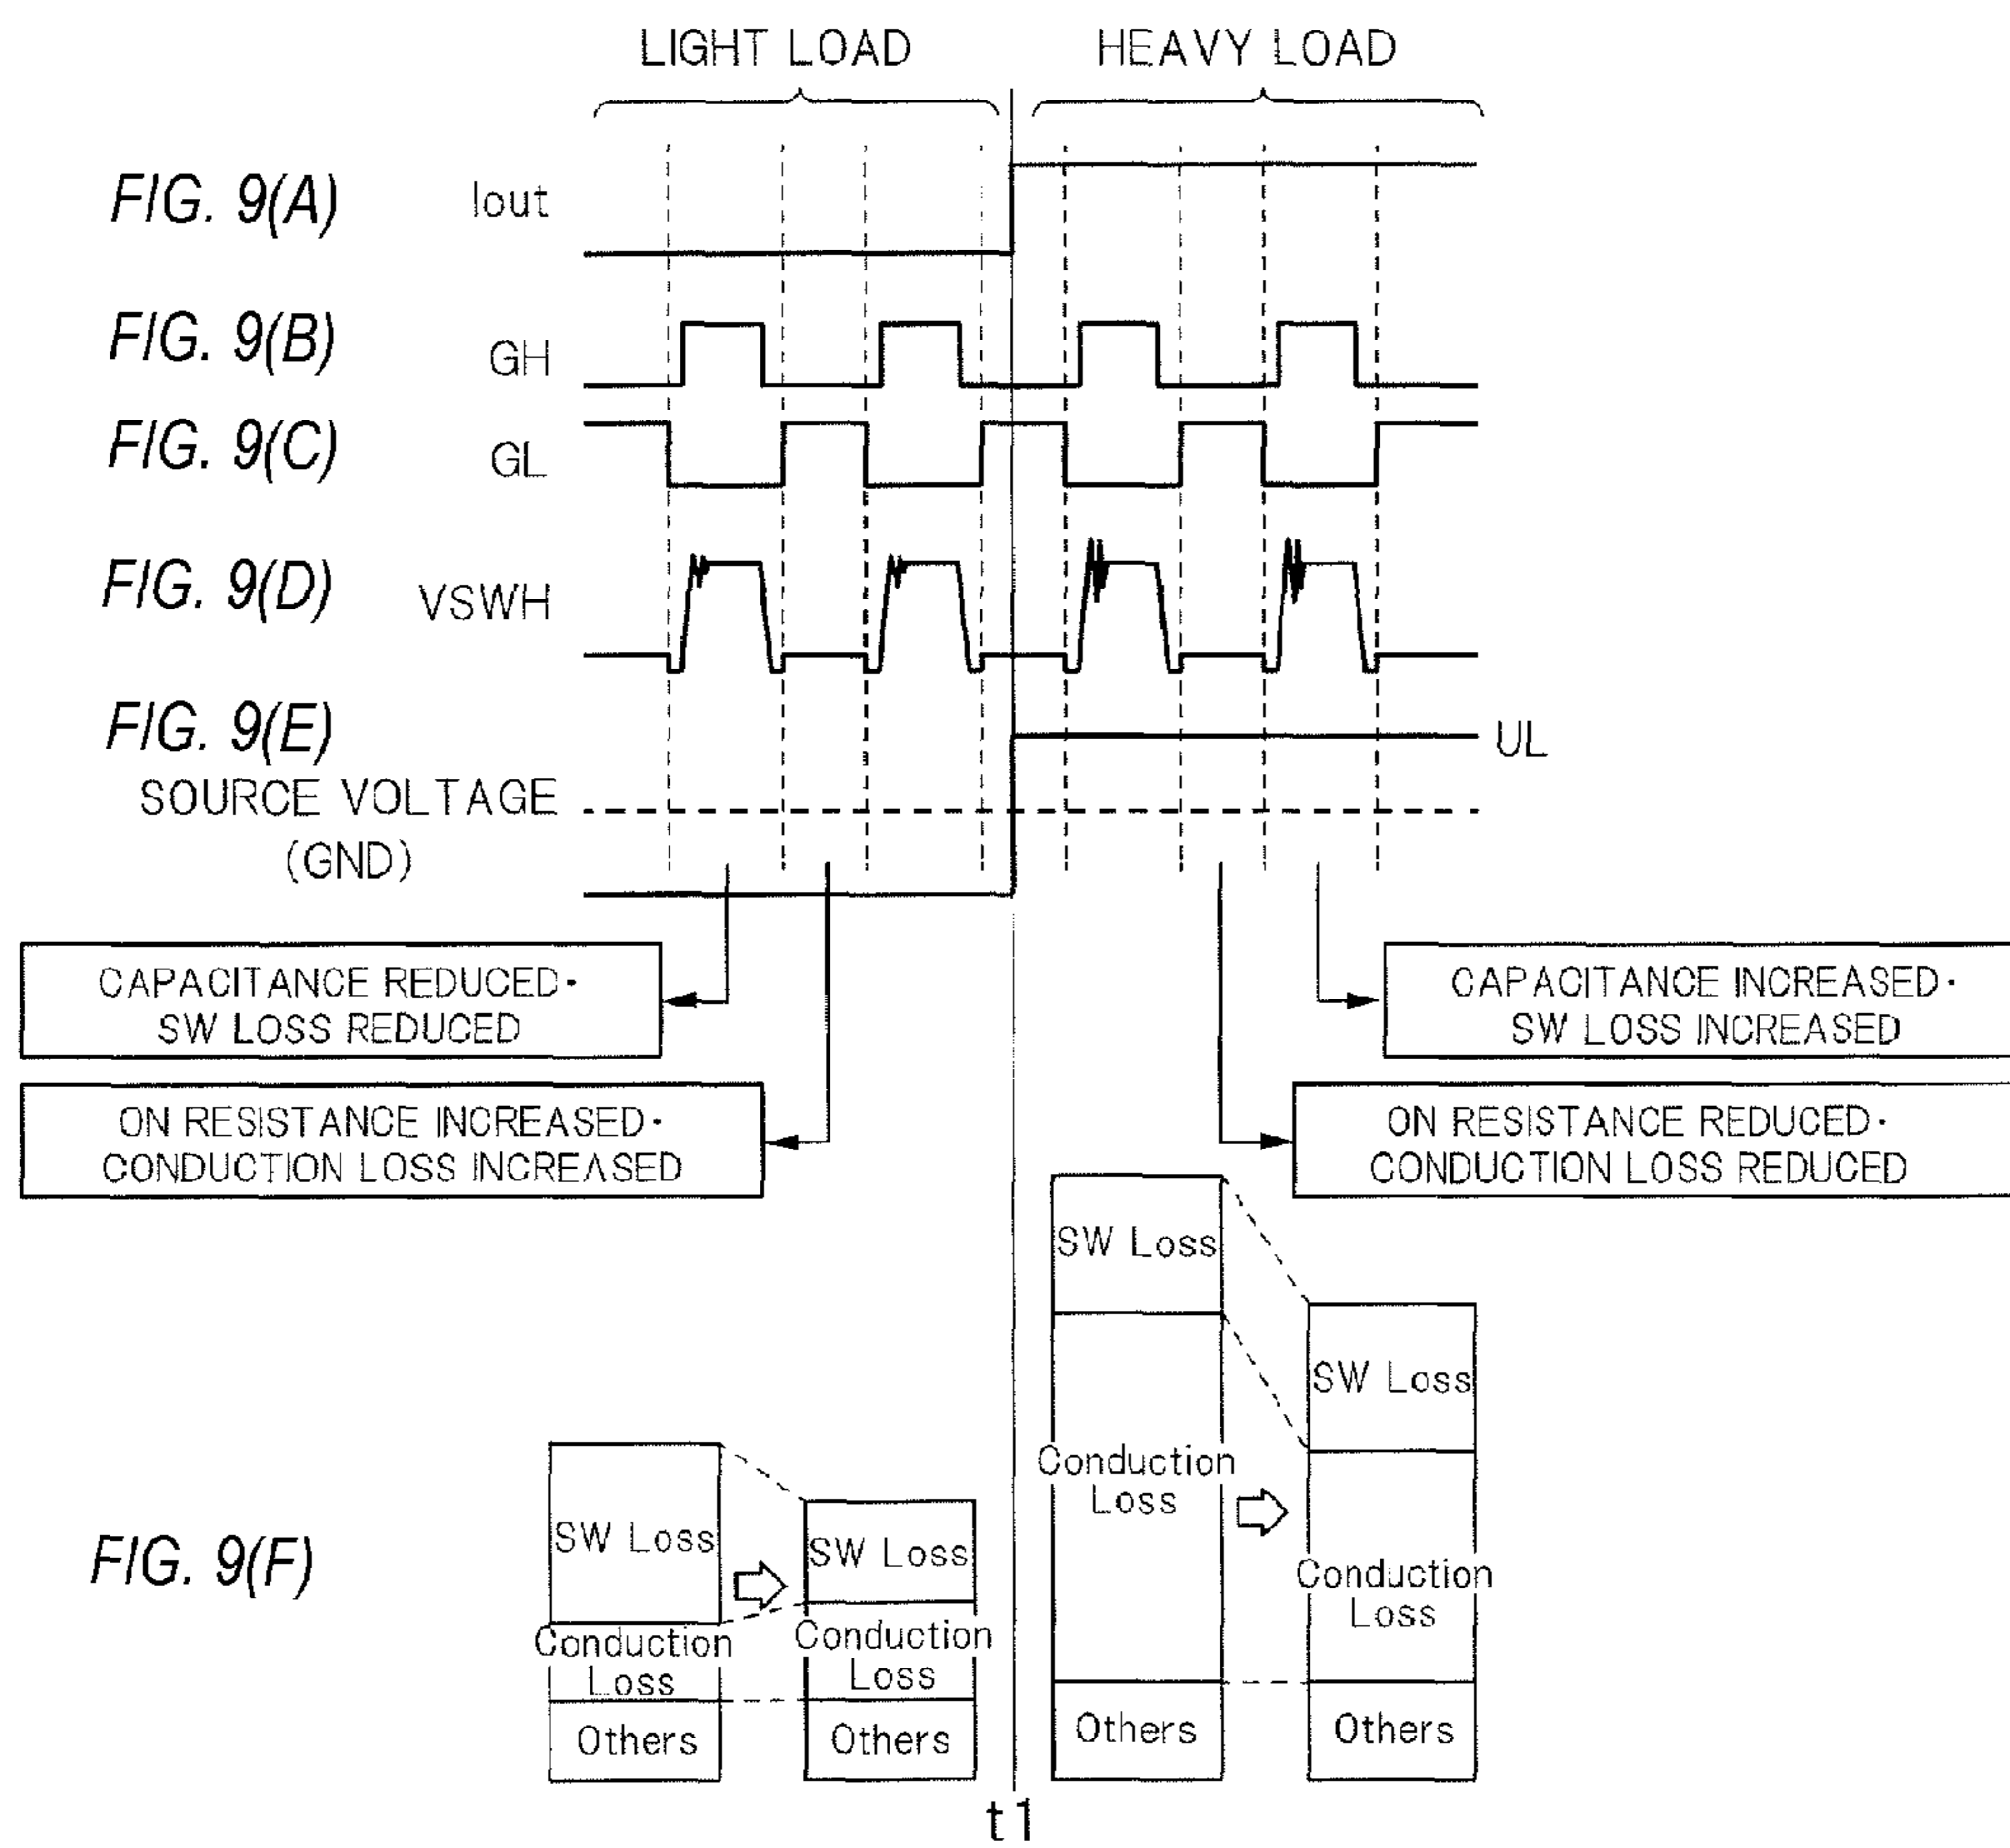 LIGHT LOAD
HEAVY LOAD
FIG. 9(A)
Iout
FIG. 9(B)
GH
FIG. 9(C)
GL
FIG. 9(D)
VSWH
FIG. 9(E)
UL
SOURCE VOLTAGE
(GND)
CAPACITANCE REDUCED·
SW LOSS REDUCED
CAPACITANCE INCREASED·
SW LOSS INCREASED
ON RESISTANCE INCREASED·
CONDUCTION LOSS INCREASED
ON RESISTANCE REDUCED·
CONDUCTION LOSS REDUCED
FIG. 9(F)
SW Loss
Conduction
Loss
Others
SW Loss
Conduction
Loss
Others
SW Loss
Conduction
Loss
Others
SW Loss
Conduction
Loss
Others
t1